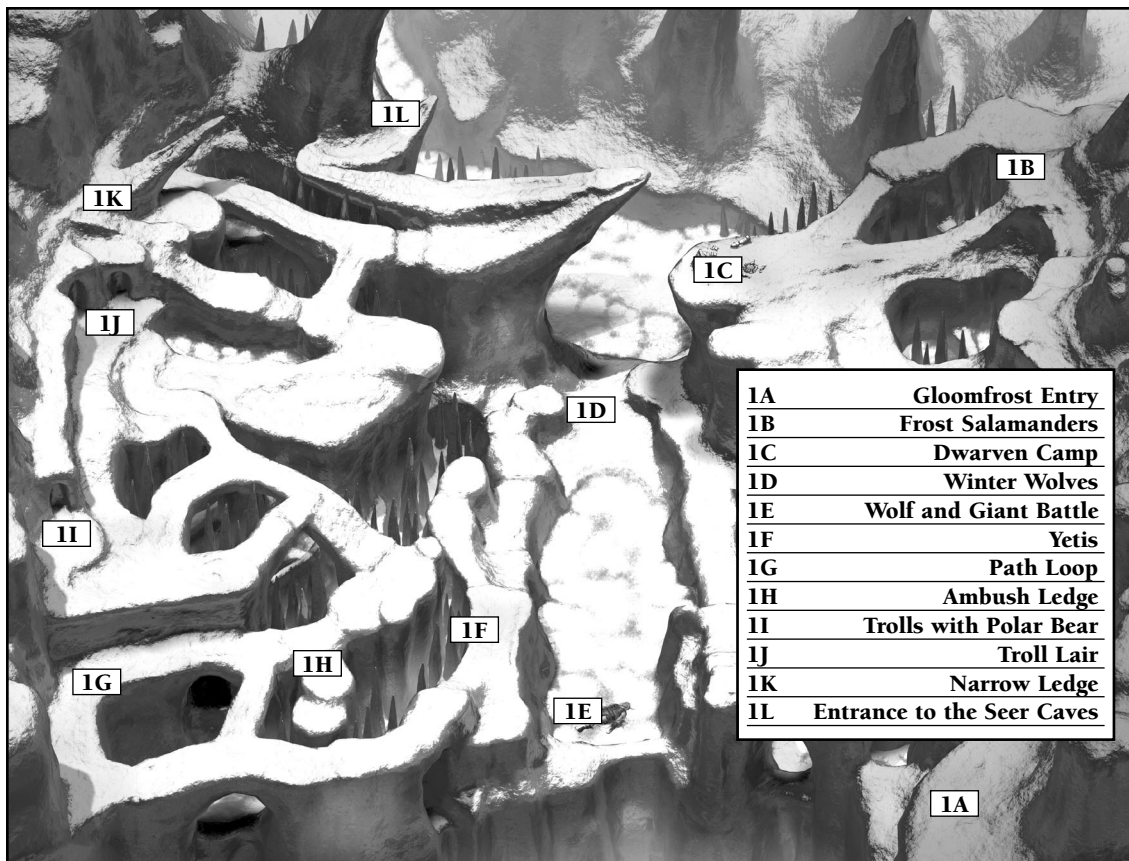 1L
1B
1K
1C
1J
1D
1I
1F
1H
1G
1E
1A
1A Gloomfrost Entry
1B Frost Salamanders
1C Dwarven Camp
1D Winter Wolves
1E Wolf and Giant Battle
1F Yetis
1G Path Loop
1H Ambush Ledge
1I Trolls with Polar Bear
1J Troll Lair
1K Narrow Ledge
1L Entrance to the Seer Caves